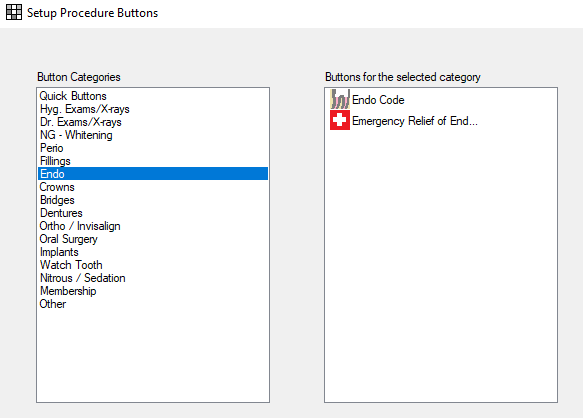 Setup Procedure Buttons
Button Categories
Quick Buttons
Hyg. Exams/X-rays
Dr. Exams/X-rays
NG - Whitening
Perio
Fillings
Endo
Crowns
Bridges
Dentures
Ortho / Invisalign
Oral Surgery
Implants
Watch Tooth
Nitrous / Sedation
Membership
Other
Buttons for the selected category
Endo Code
Emergency Relief of End...